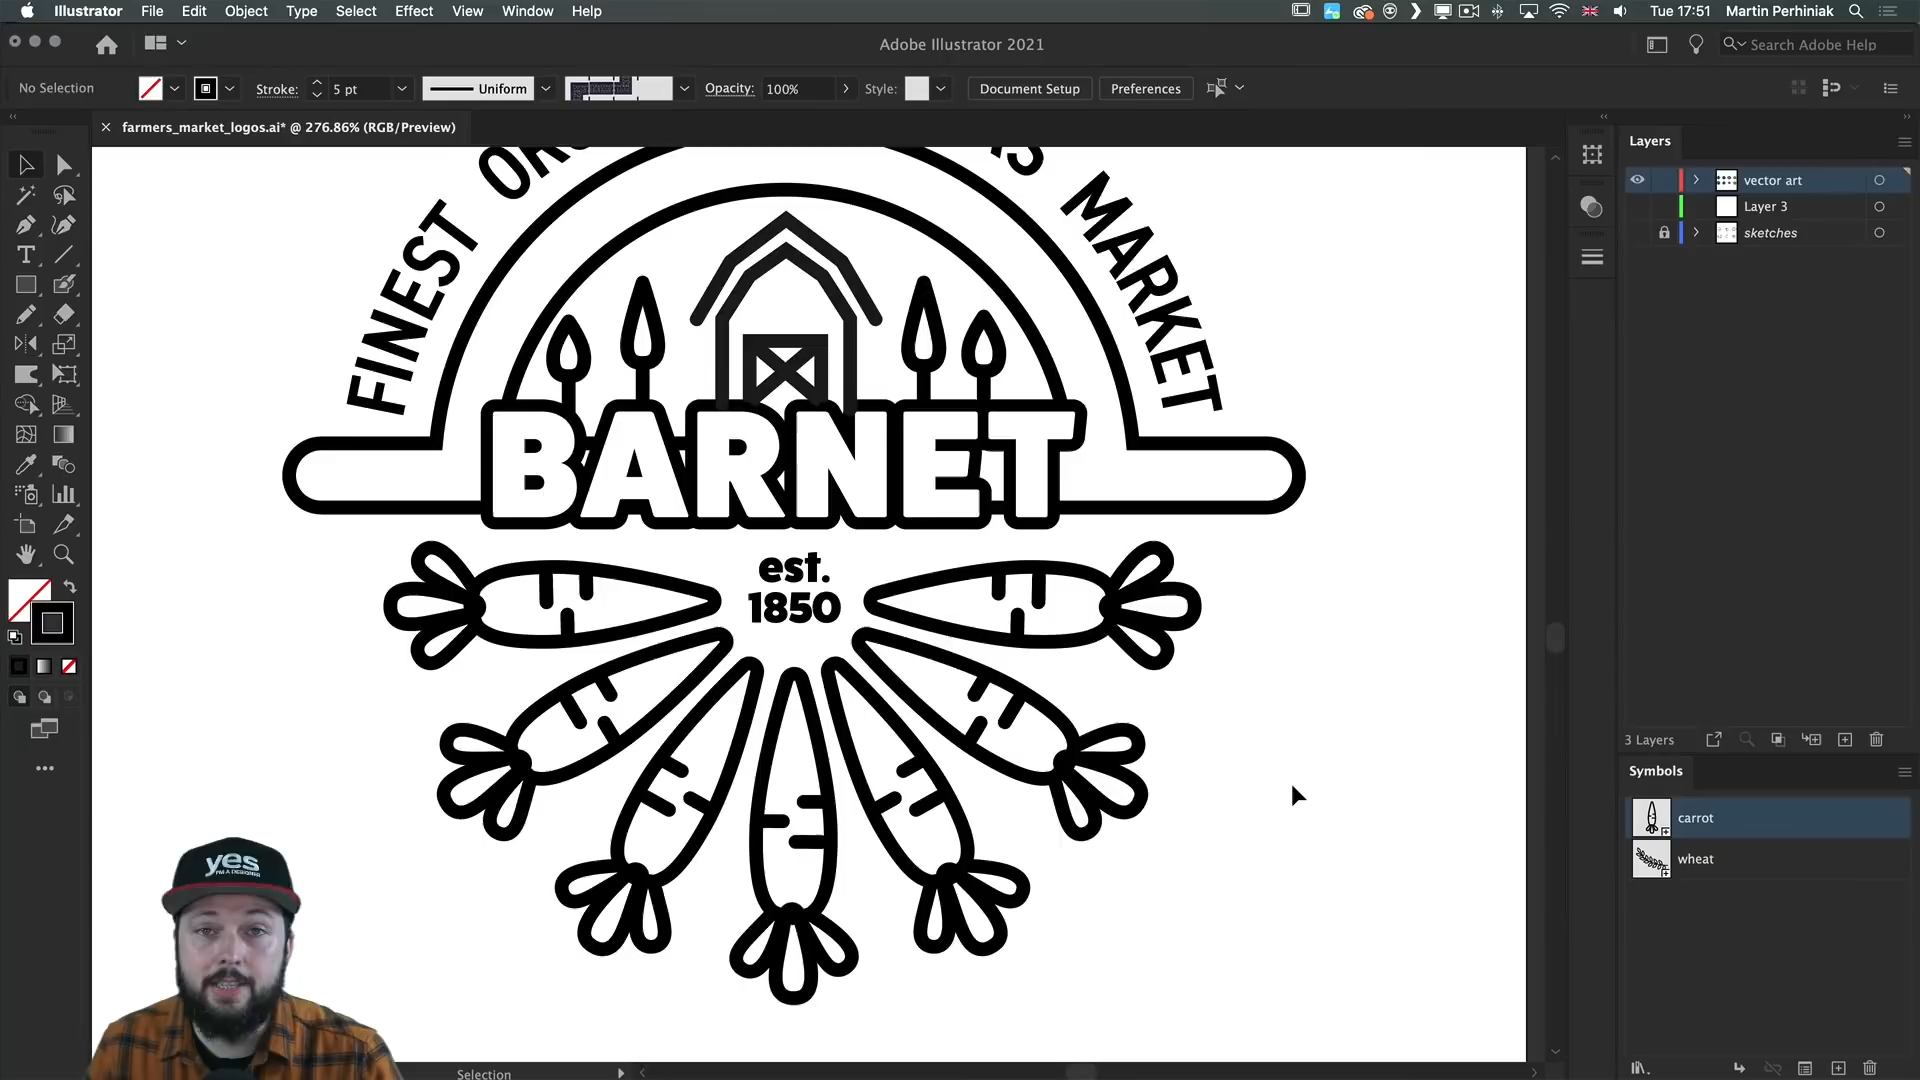 Illustrator File Edit Object Type Select Effect View Window Help
Tue 17:51 Martin Perhiniak
Adobe Illustrator 2021
Search Adobe Help
No Selection
Stroke: 5 pt
Uniform
Opacity: 100%
Style:
Document Setup
Preferences
× farmers_market_logos.ai* @ 276.86% (RGB/Preview)
Layers
vector art
Layer 3
sketches
3 Layers
Symbols
carrot
wheat
FINEST
MARKET
BARNET
est.
1850
yes
I'M A DESIGNER
Selection